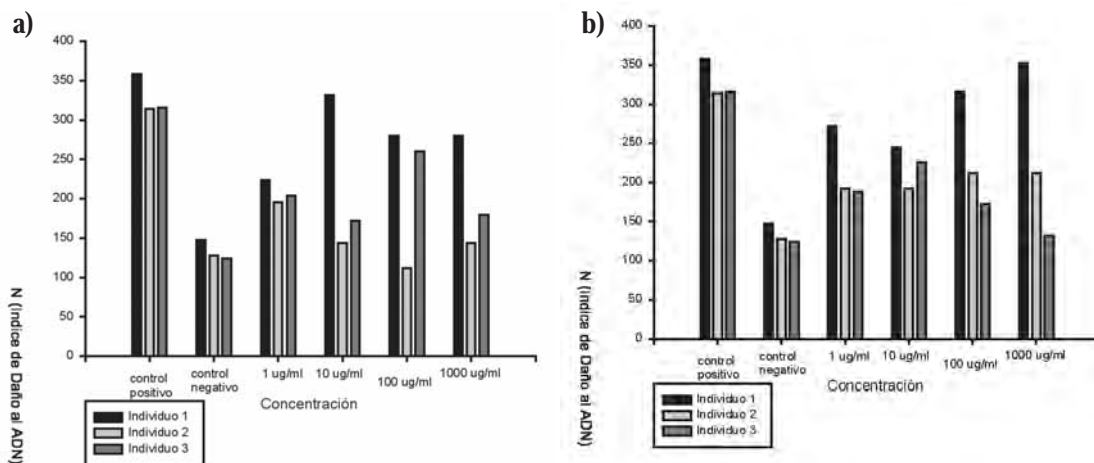 a)
400
350
300
250
200
150
100
50
0
N (Indice de Daño al ADN)
control positivo
control negativo
1 ug/ml
10 ug/ml
100 ug/ml
1000 ug/ml
Concentración
Individuo 1
Individuo 2
Individuo 3
b)
400
350
300
250
200
150
100
50
0
N (Indice de Daño al ADN)
control
positivo
control
negativo
1 ug/ml
10 ug/ml
100 ug/ml
1000 ug/ml
Concentración
Individuo 1
Individuo 2
Individuo 3